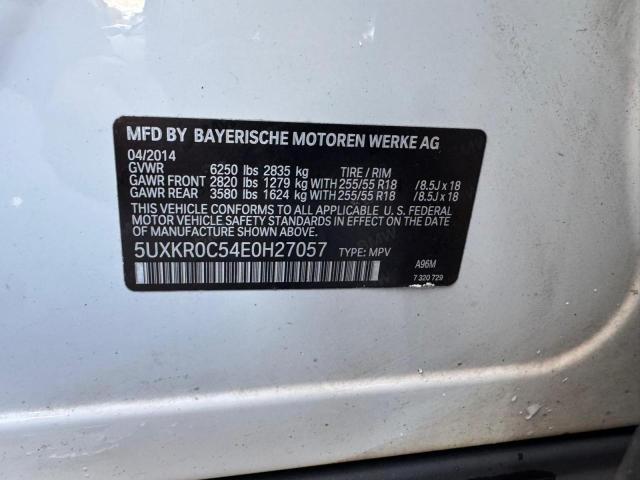 MFD BY BAYERISCHE MOTOREN WERKE AG
04/2014
GVWR 6250 lbs 2835 kg TIRE / RIM
GAWR FRONT 2820 lbs 1279 kg WITH 255/55 R18 /8.5J x 18
GAWR REAR 3580 lbs 1624 kg WITH 255/55 R18 /8.5J x 18
THIS VEHICLE CONFORMS TO ALL APPLICABLE U. S. FEDERAL
MOTOR VEHICLE SAFETY STANDARDS IN EFFECT ON THE DATE
OF MANUFACTURE SHOWN ABOVE.
5UXKR0C54E0H27057 TYPE: MPV A96M
7 320 729